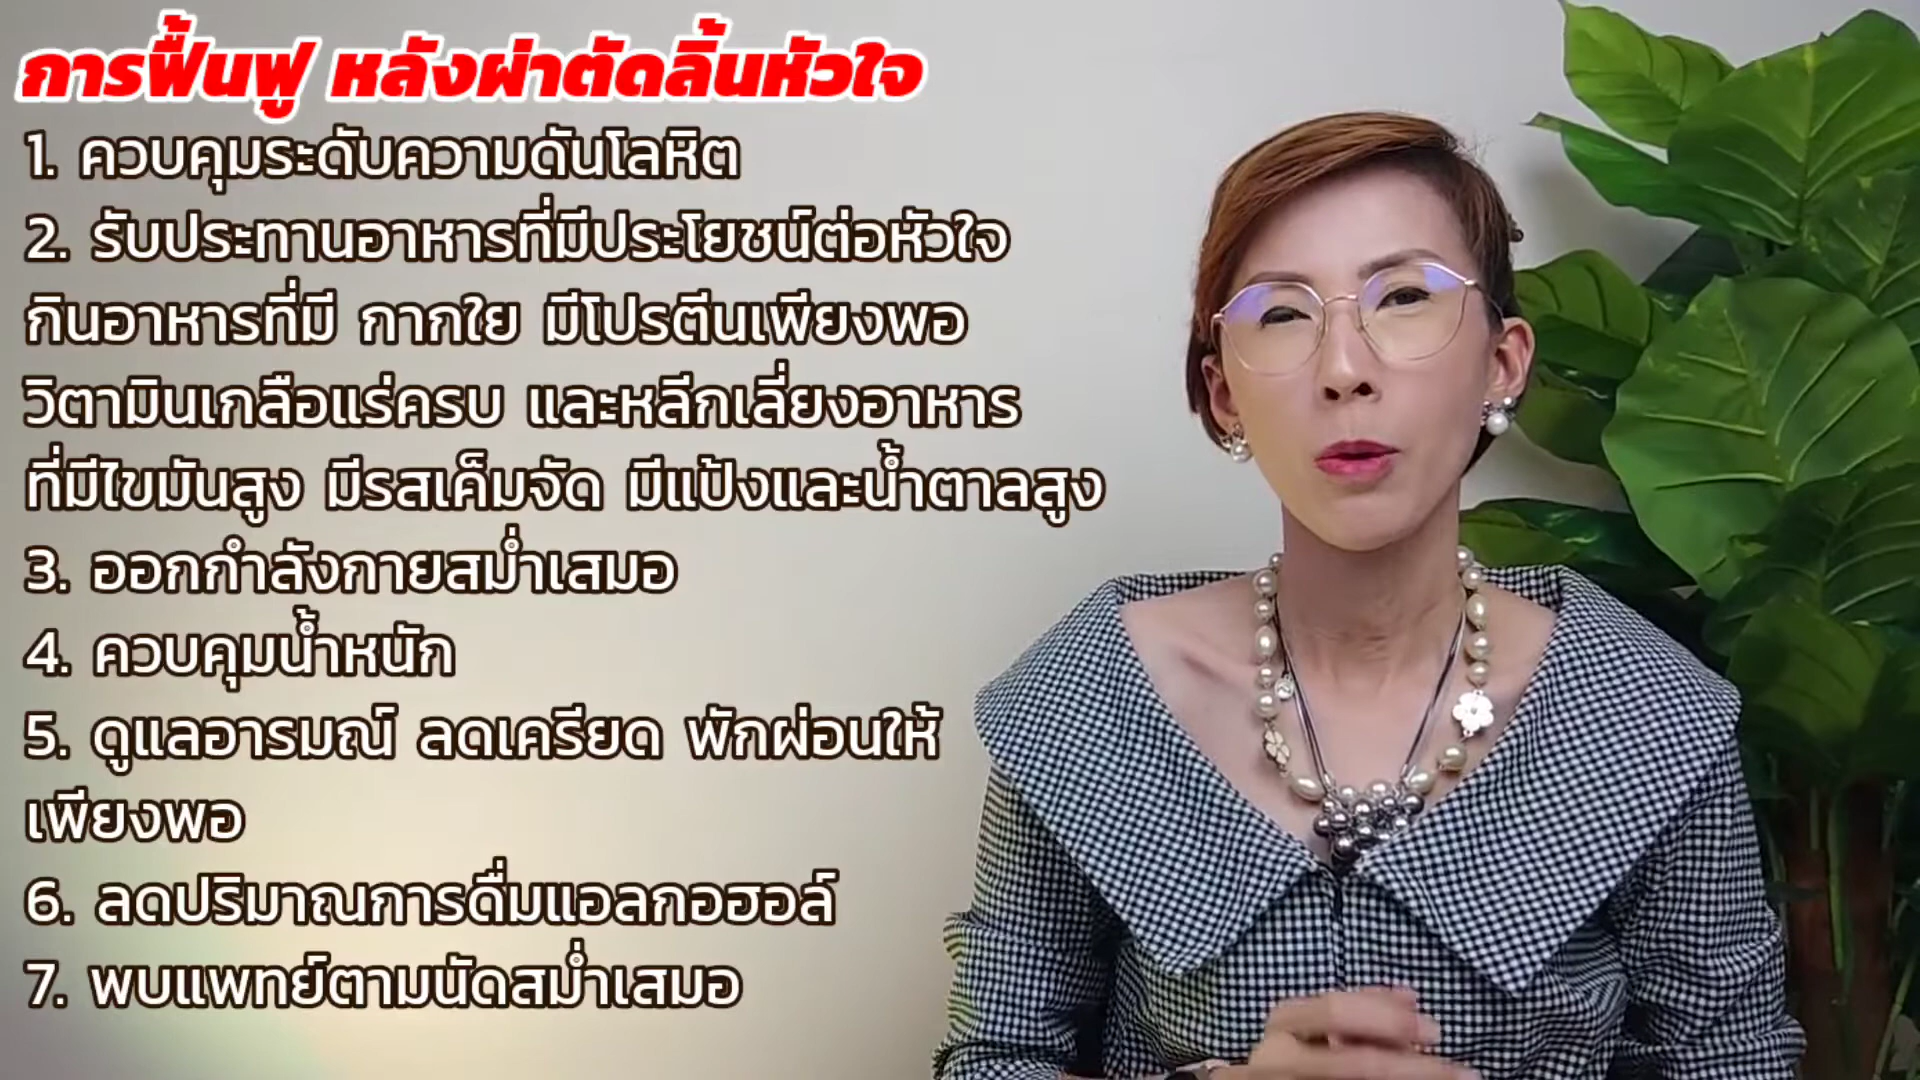 การฟื้นฟู หลังผ่าตัดลิ้นหัวใจ
1. ควบคุมระดับความดันโลหิต
2. รับประทานอาหารที่มีประโยชน์ต่อหัวใจ
กินอาหารที่มี กากใย มีโปรตีนเพียงพอ
วิตามินเกลือแร่ครบ และหลีกเลี่ยงอาหาร
ที่มีไขมันสูง มีรสเค็มจัด มีแป้งและน้ำตาลสูง
3. ออกกำลังกายสม่ำเสมอ
4. ควบคุมน้ำหนัก
5. ดูแลอารมณ์ ลดเครียด พักผ่อนให้
เพียงพอ
6. ลดปริมาณการดื่มแอลกอฮอล์
7. พบแพทย์ตามนัดสม่ำเสมอ